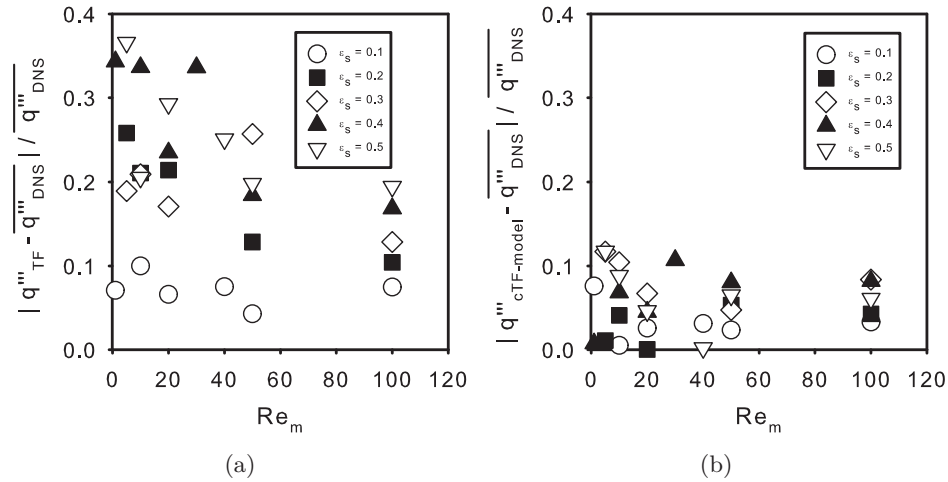 | q'''TF - q'''DNS | / q'''DNS
0.4
0.3
0.2
0.1
0.0
εs = 0.1
εs = 0.2
εs = 0.3
εs = 0.4
εs = 0.5
0 20 40 60 80 100 120
Rem
(a)
| q'''cTF-model - q'''DNS | / q'''DNS
0.4
0.3
0.2
0.1
0.0
εs = 0.1
εs = 0.2
εs = 0.3
εs = 0.4
εs = 0.5
0 20 40 60 80 100 120
Rem
(b)